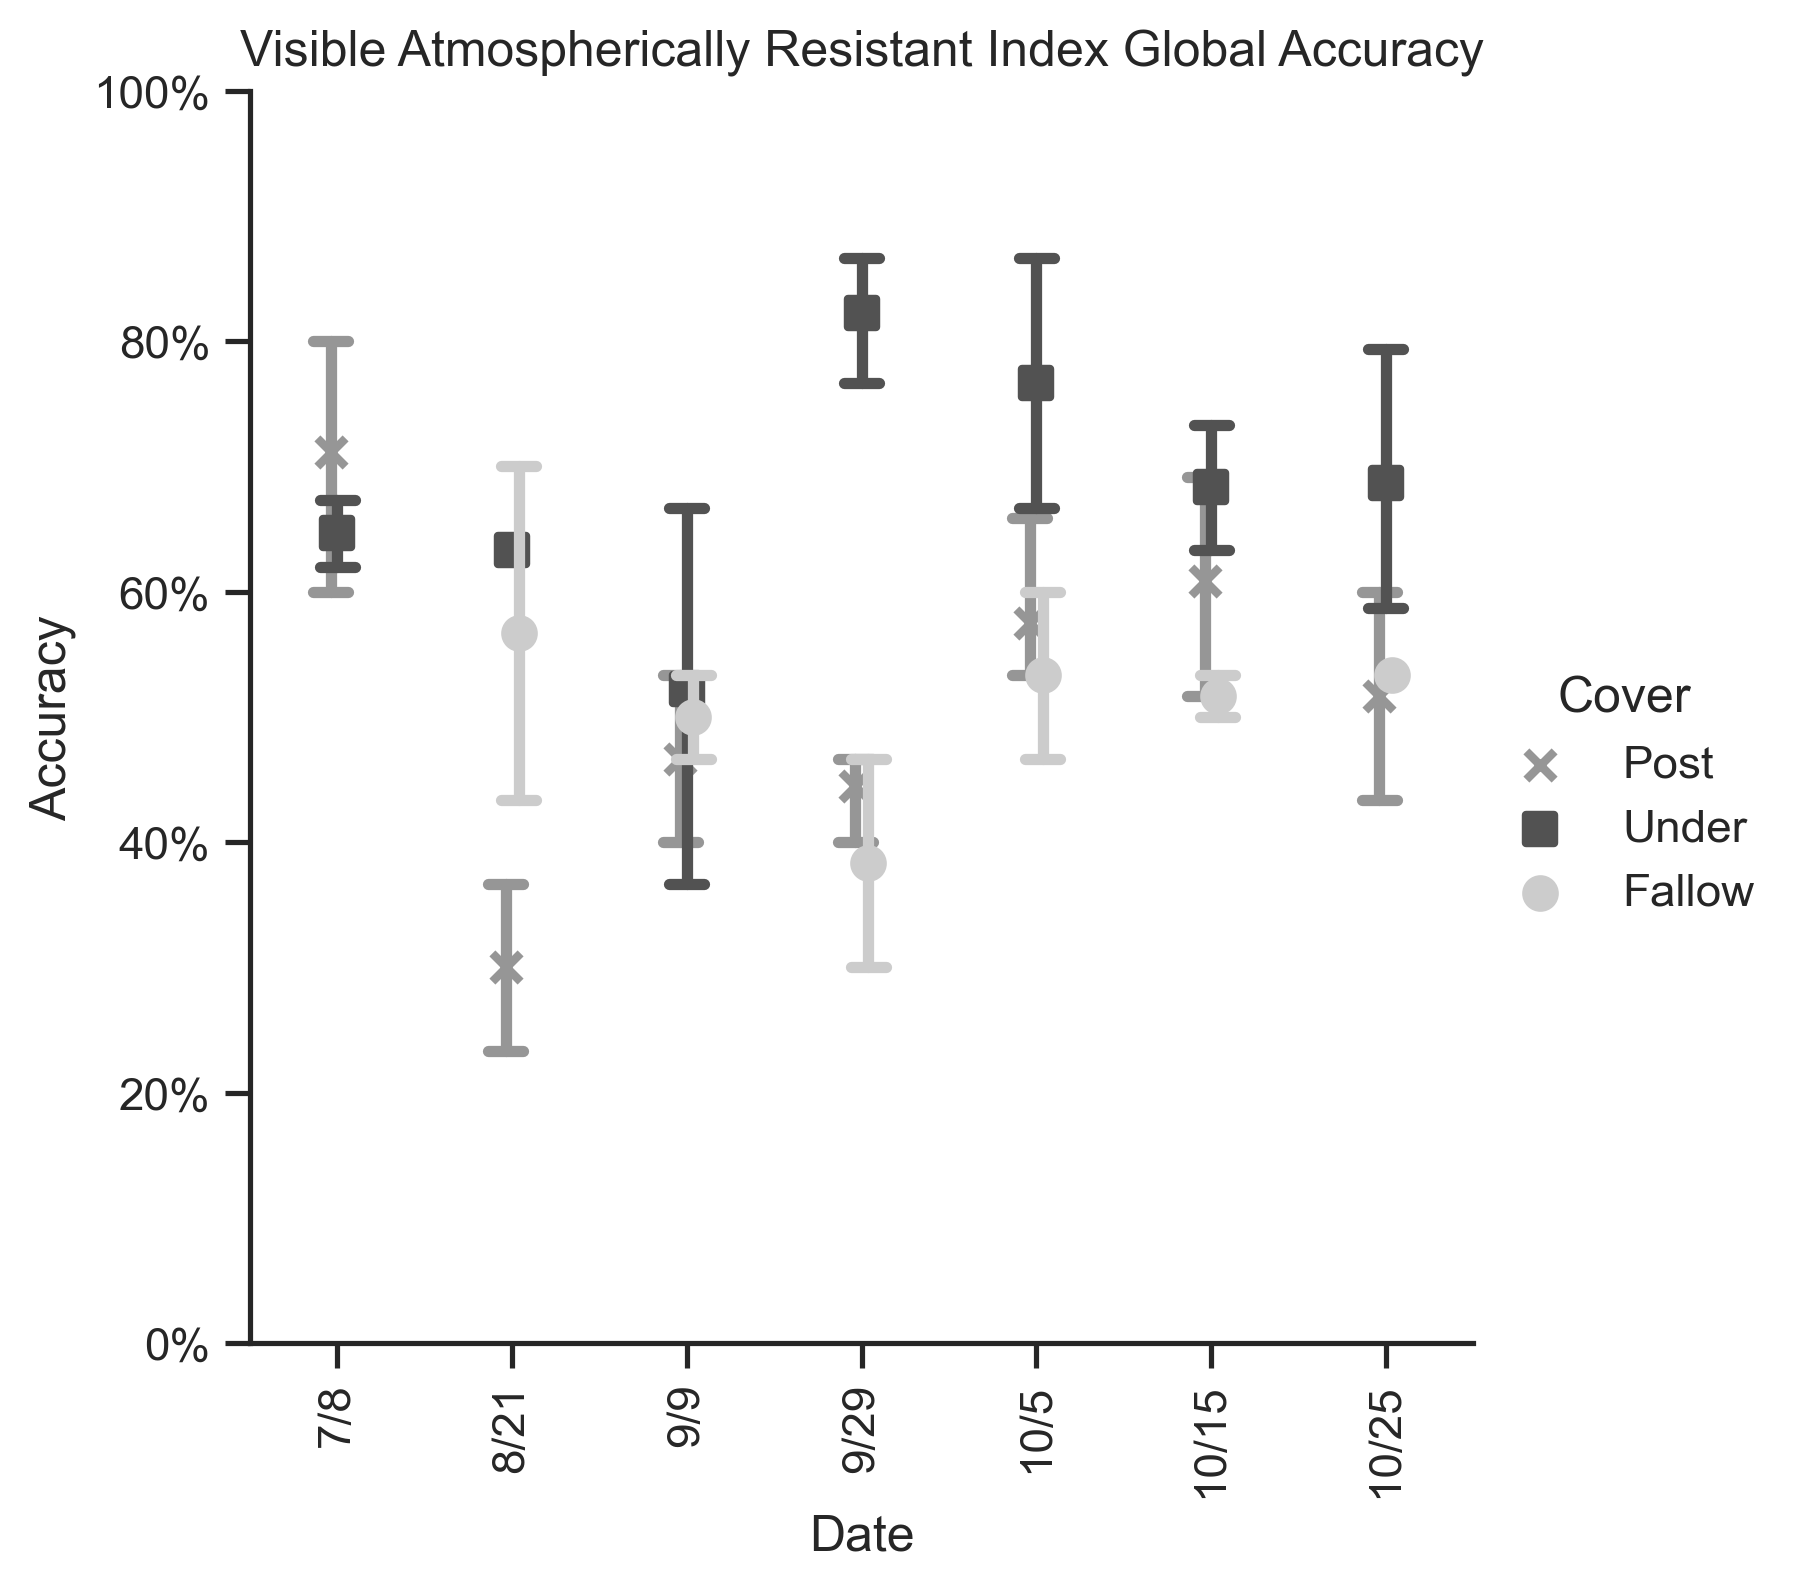 Visible Atmospherically Resistant Index Global Accuracy
100%
80%
60%
40%
20%
0%
Accuracy
7/8
8/21
9/9
9/29
10/5
10/15
10/25
Date
Cover
Post
Under
Fallow